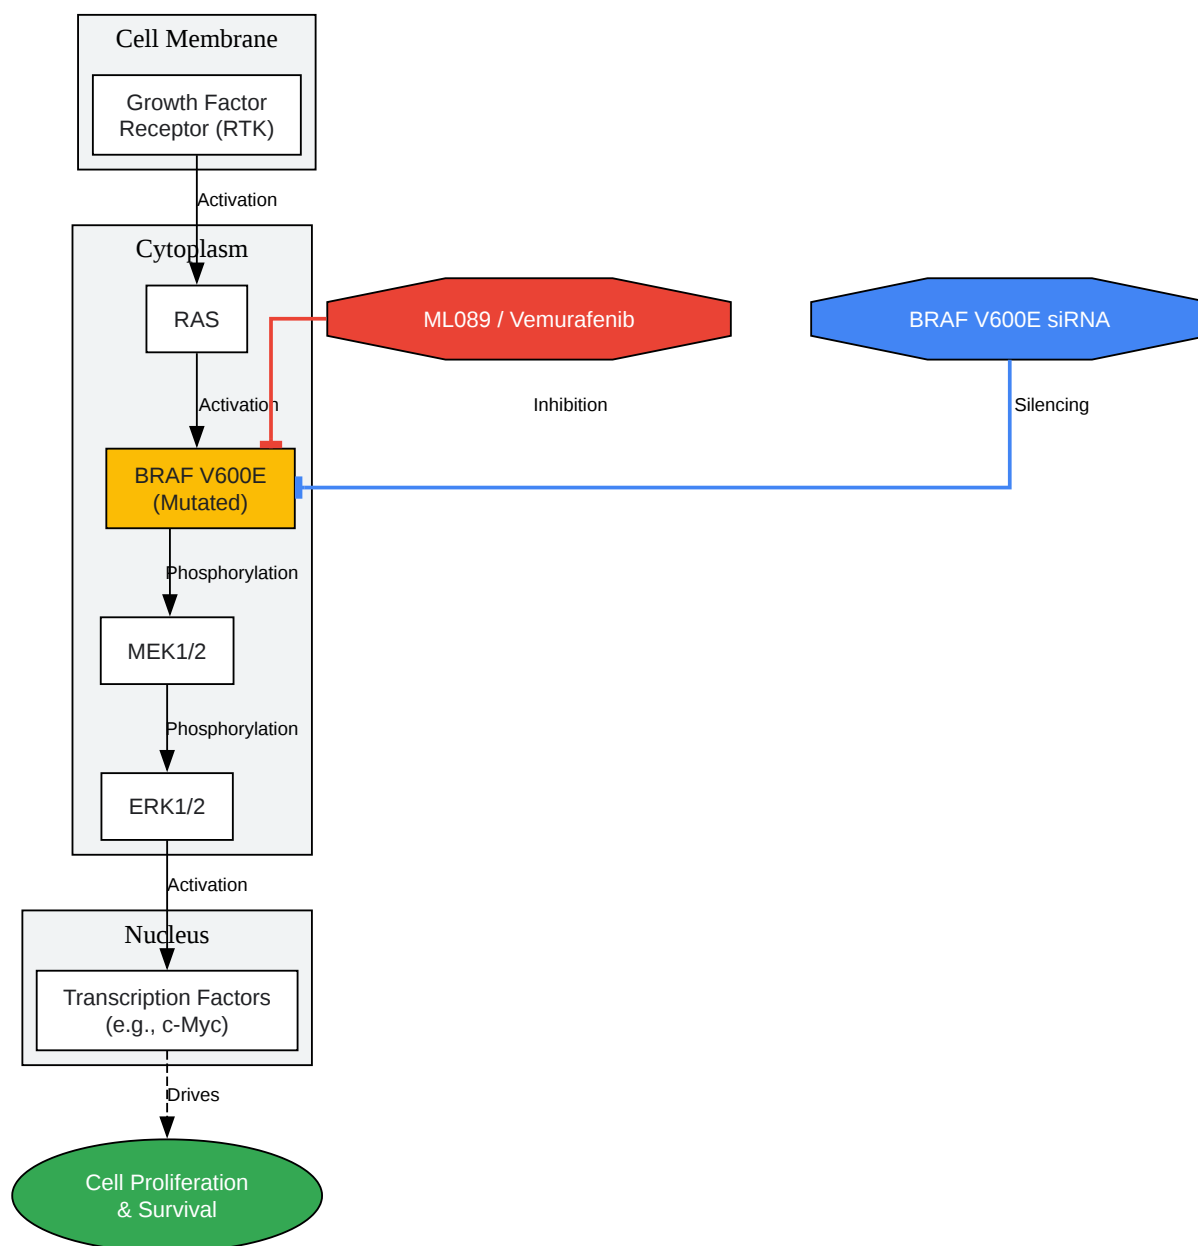 Cell Membrane
Growth Factor
Receptor (RTK)
Activation
Cytoplasm
RAS
ML089 / Vemurafenib
BRAF V600E siRNA
Activation
Inhibition
Silencing
BRAF V600E
(Mutated)
Phosphorylation
MEK1/2
Phosphorylation
ERK1/2
Activation
Nucleus
Transcription Factors
(e.g., c-Myc)
Drives
Cell Proliferation
& Survival